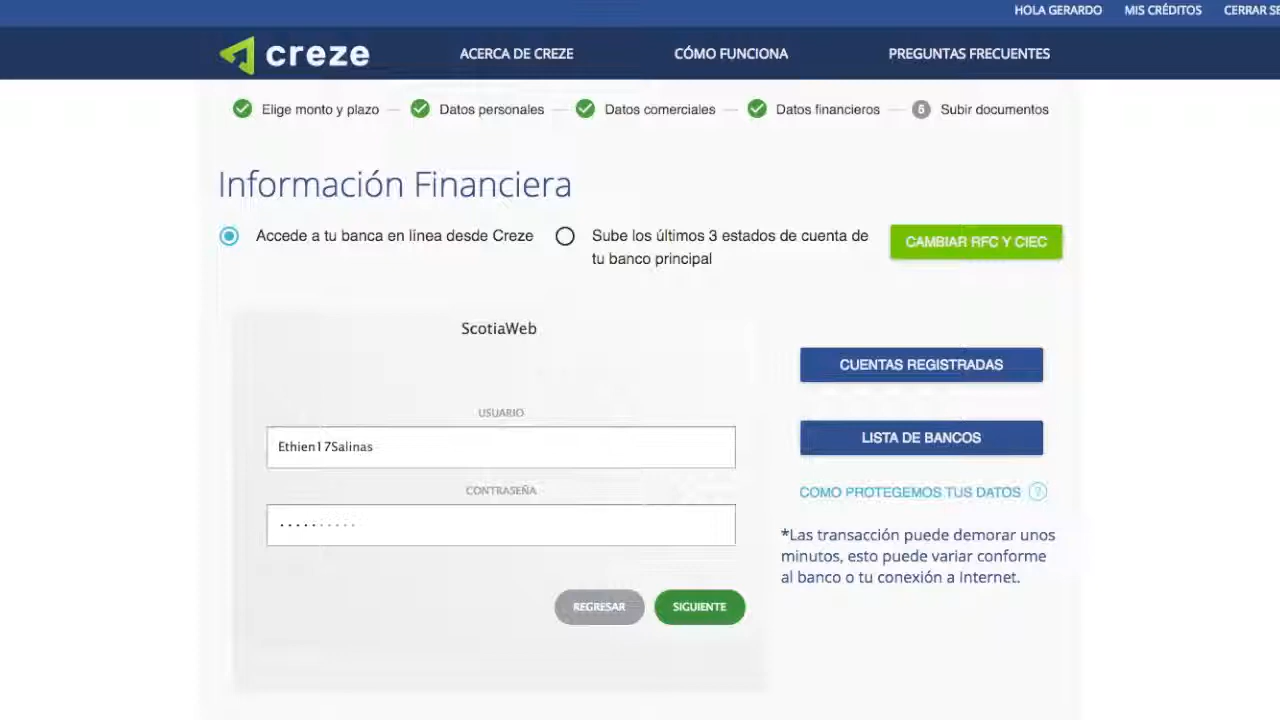 HOLA GERARDO MIS CRÉDITOS CERRAR SE
creze ACERCA DE CREZE CÓMO FUNCIONA PREGUNTAS FRECUENTES
Elige monto y plazo Datos personales Datos comerciales Datos financieros 5 Subir documentos
Información Financiera
Accede a tu banca en línea desde Creze
Sube los últimos 3 estados de cuenta de
tu banco principal
CAMBIAR RFC Y CIEC
ScotiaWeb
USUARIO
Ethien17Salinas
CONTRASEÑA
REGRESAR SIGUIENTE
CUENTAS REGISTRADAS
LISTA DE BANCOS
COMO PROTEGEMOS TUS DATOS ?
*Las transacción puede demorar unos
minutos, esto puede variar conforme
al banco o tu conexión a Internet.